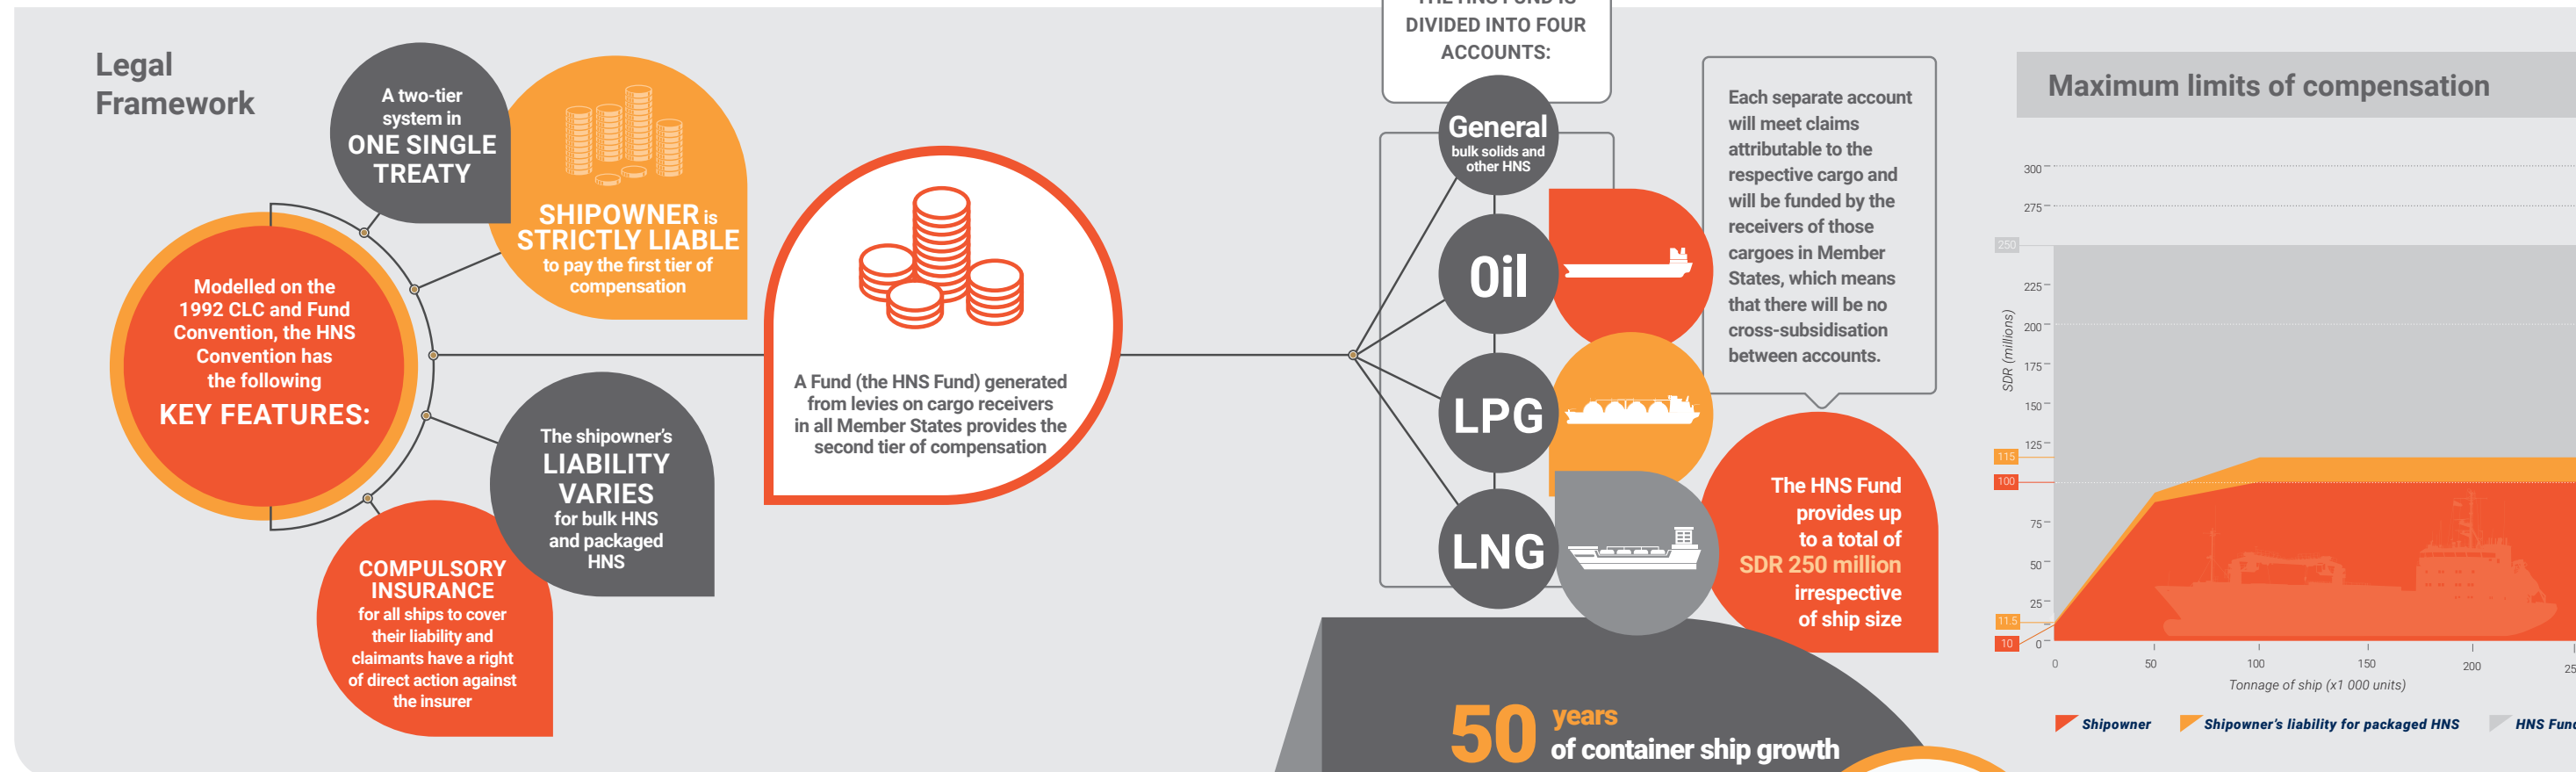 Legal
Framework
A two-tier
system in
ONE SINGLE
TREATY
SHIPOWNER is
STRICTLY LIABLE
to pay the first tier of
compensation
Modelled on the
1992 CLC and Fund
Convention, the HNS
Convention has
the following
KEY FEATURES:
A Fund (the HNS Fund) generated
from levies on cargo receivers
in all Member States provides the
second tier of compensation
The shipowner's
LIABILITY
VARIES
for bulk HNS
and packaged
HNS
COMPULSORY
INSURANCE
for all ships to cover
their liability and
claimants have a right
of direct action against
the insurer
THE HNS FUND IS
DIVIDED INTO FOUR
ACCOUNTS:
General
bulk solids and
other HNS
Oil
LPG
LNG
Each separate account
will meet claims
attributable to the
respective cargo and
will be funded by the
receivers of those
cargoes in Member
States, which means
that there will be no
cross-subsidisation
between accounts.
The HNS Fund
provides up
to a total of
SDR 250 million
irrespective
of ship size
50 years
of container ship growth
Maximum limits of compensation
SDR (millions)
300
275
250
225
200
175
150
125
115
100
75
50
25
11.5
10
0
0 50 100 150 200
Tonnage of ship (x1 000 units)
Shipowner Shipowner's liability for packaged HNS HNS